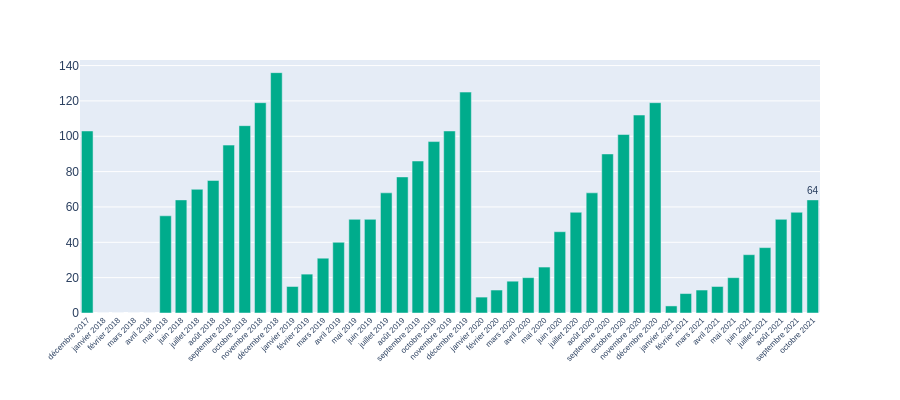 140
120
100
80
60
40
20
0
64
décembre 2017
janvier 2018
février 2018
mars 2018
avril 2018
mai 2018
juin 2018
juillet 2018
août 2018
septembre 2018
octobre 2018
novembre 2018
décembre 2018
janvier 2019
février 2019
mars 2019
avril 2019
mai 2019
juin 2019
juillet 2019
août 2019
septembre 2019
octobre 2019
novembre 2019
décembre 2019
janvier 2020
février 2020
mars 2020
avril 2020
mai 2020
juin 2020
juillet 2020
août 2020
septembre 2020
octobre 2020
novembre 2020
décembre 2020
janvier 2021
février 2021
mars 2021
avril 2021
mai 2021
juin 2021
juillet 2021
août 2021
septembre 2021
octobre 2021